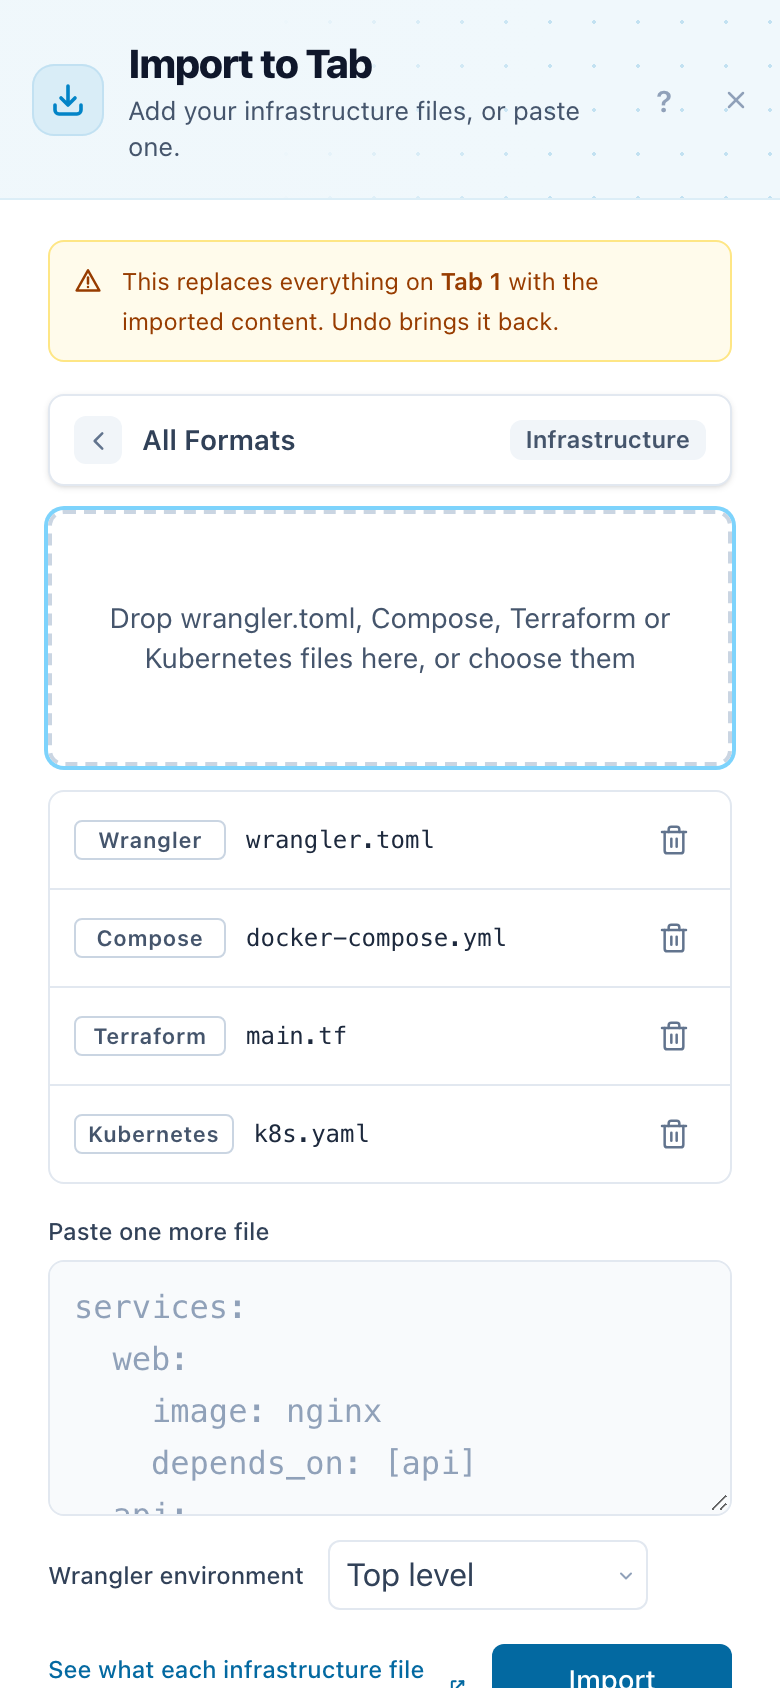 Import to Tab
Add your infrastructure files, or paste
one.
?
This replaces everything on Tab 1 with the
imported content. Undo brings it back.
All Formats
Infrastructure
Drop wrangler.toml, Compose, Terraform or
Kubernetes files here, or choose them
Wrangler wrangler.toml
Compose docker-compose.yml
Terraform main.tf
Kubernetes k8s.yaml
Paste one more file
services:
  web:
    image: nginx
    depends_on: [api]
  api:
Wrangler environment Top level
See what each infrastructure file
Import